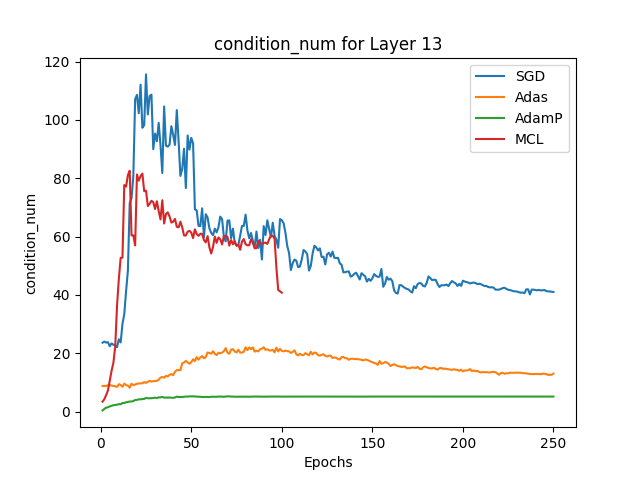 condition_num for Layer 13
SGD
Adas
AdamP
MCL
condition_num
120
100
80
60
40
20
0
0 50 100 150 200 250
Epochs